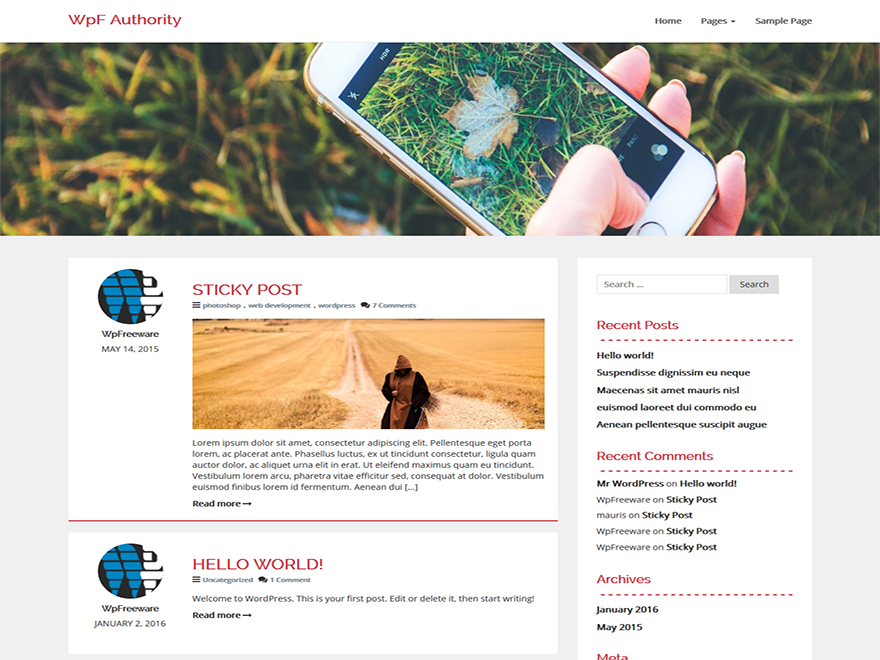 WpF Authority
Home Pages Sample Page
HDR
PAN
STICKY POST
photoshop , web development , wordpress 7 Comments
WpFreeware
MAY 14, 2015
Lorem ipsum dolor sit amet, consectetur adipiscing elit. Pellentesque eget porta
lorem, ac placerat ante. Phasellus luctus, ex ut tincidunt consectetur, ligula quam
auctor dolor, ac aliquet urna elit in erat. Ut eleifend maximus quam eu tincidunt.
Vestibulum lorem arcu, pharetra vitae efficitur sed, consequat at dolor. Vestibulum
euismod finibus lorem id fermentum. Aenean dui [...]
Read more
HELLO WORLD!
Uncategorized 1 Comment
WpFreeware
JANUARY 2, 2016
Welcome to WordPress. This is your first post. Edit or delete it, then start writing!
Read more
Search ...
Search
Recent Posts
Hello world!
Suspendisse dignissim eu neque
Maecenas sit amet mauris nisl
euismod laoreet dui commodo eu
Aenean pellentesque suscipit augue
Recent Comments
Mr WordPress on Hello world!
WpFreeware on Sticky Post
mauris on Sticky Post
WpFreeware on Sticky Post
WpFreeware on Sticky Post
Archives
January 2016
May 2015
Meta